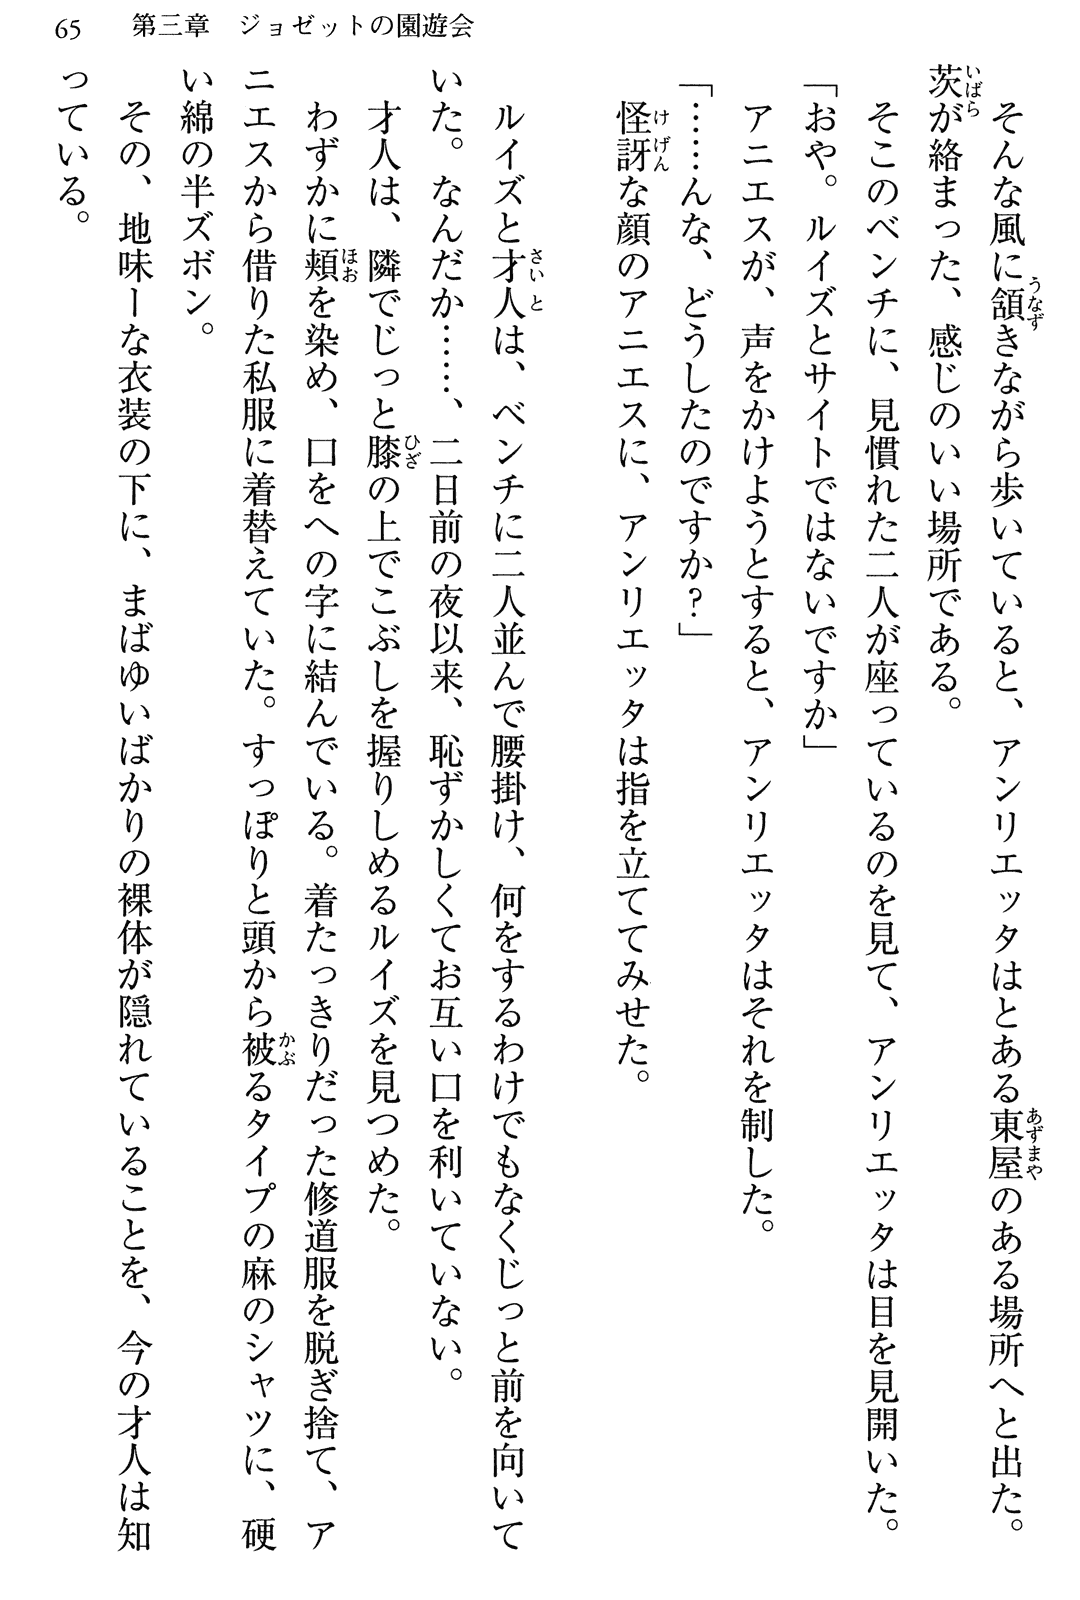 65　第三章　ジョゼットの園遊会
　そんな風に頷きながら歩いていると、アンリエッタはとある東屋のある場所へと出た。
茨が絡まった、感じのいい場所である。
　そこのベンチに、見慣れた二人が座っているのを見て、アンリエッタは目を見開いた。
「おや。ルイズとサイトではないですか」
　アニエスが、声をかけようとすると、アンリエッタはそれを制した。
「……んな、どうしたのですか?」
　怪訝な顔のアニエスに、アンリエッタは指を立ててみせた。
　ルイズと才人は、ベンチに二人並んで腰掛け、何をするわけでもなくじっと前を向いて
いた。なんだか……、二日前の夜以来、恥ずかしくてお互い口を利いていない。
　才人は、隣でじっと膝の上でこぶしを握りしめるルイズを見つめた。
　わずかに頬を染め、口をへの字に結んでいる。着たっきりだった修道服を脱ぎ捨て、ア
ニエスから借りた私服に着替えていた。すっぽりと頭から被るタイプの麻のシャツに、硬
い綿の半ズボン。
　その、地味ーな衣装の下に、まばゆいばかりの裸体が隠れていることを、今の才人は知
っている。